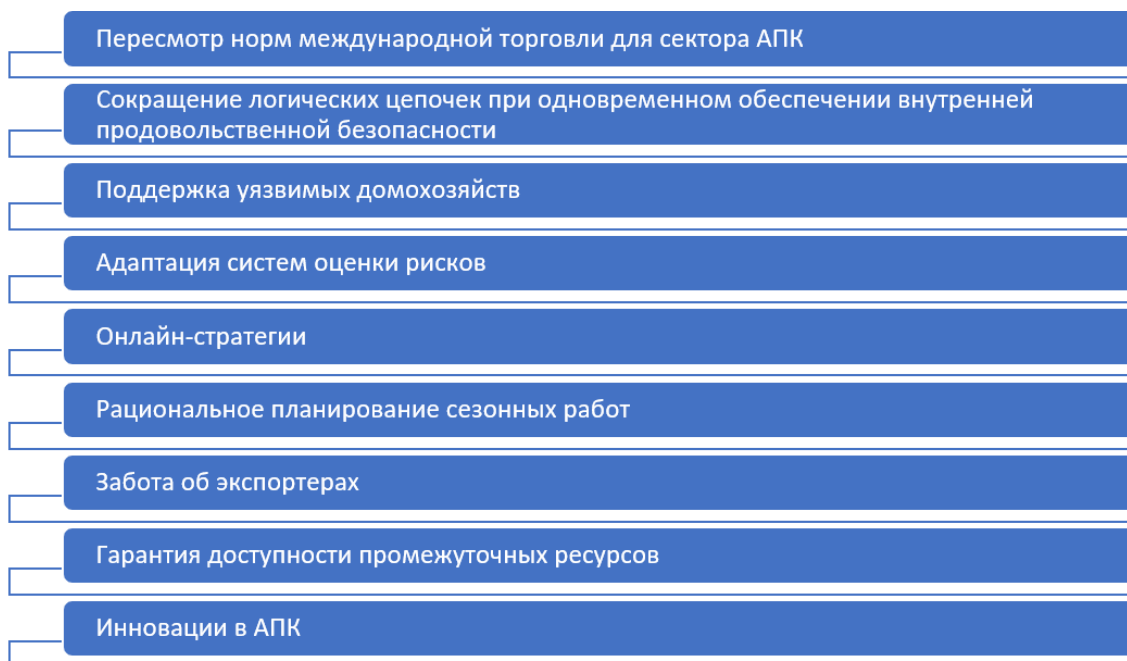 Пересмотр норм международной торговли для сектора АПК
Сокращение логических цепочек при одновременном обеспечении внутренней
продовольственной безопасности
Поддержка уязвимых домохозяйств
Адаптация систем оценки рисков
Онлайн-стратегии
Рациональное планирование сезонных работ
Забота об экспортерах
Гарантия доступности промежуточных ресурсов
Инновации в АПК